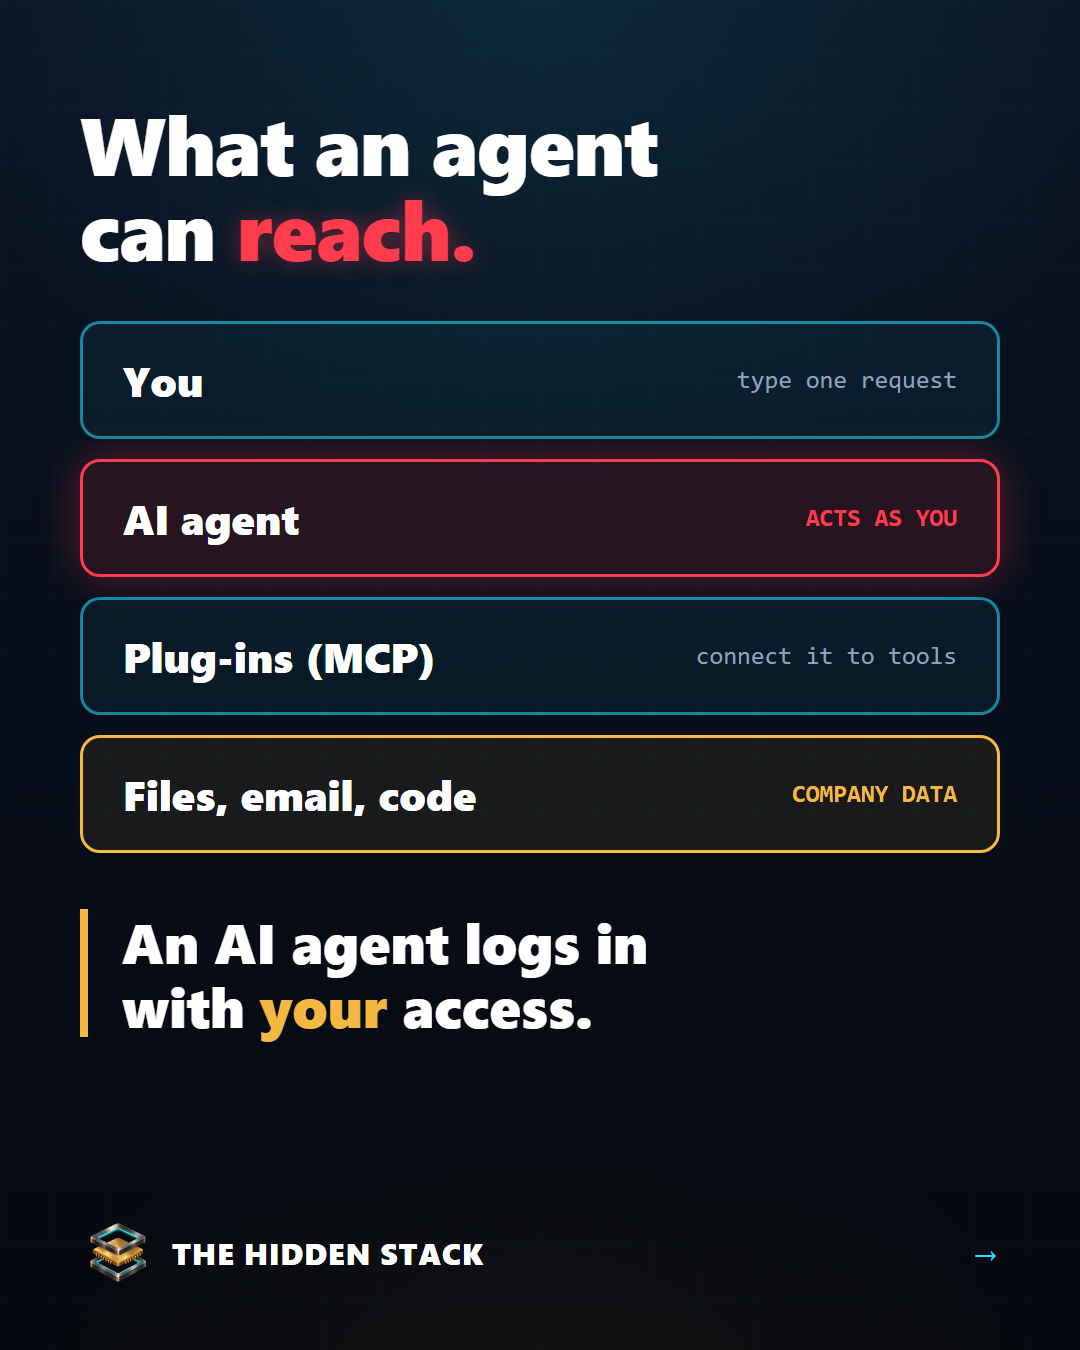 What an agent
can reach.
You
type one request
AI agent
ACTS AS YOU
Plug-ins (MCP)
connect it to tools
Files, email, code
COMPANY DATA
An AI agent logs in
with your access.
THE HIDDEN STACK
→